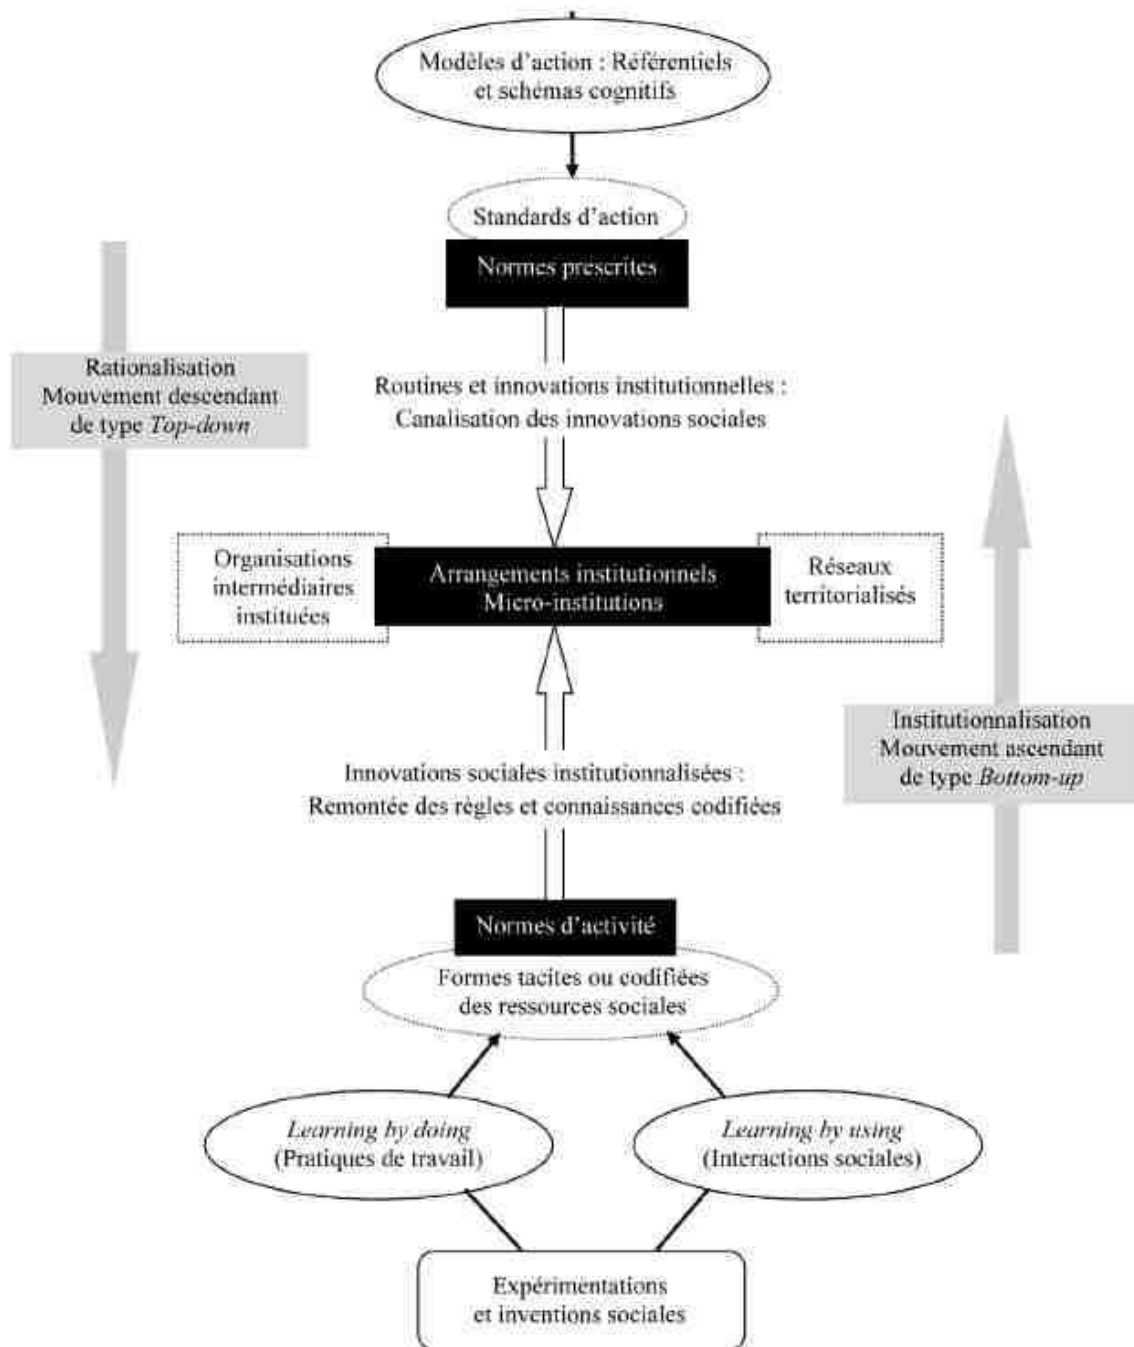 Modèles d'action : Référentiels
et schémas cognitifs
Standards d'action
Normes prescrites
Rationalisation
Mouvement descendant
de type Top-down
Routines et innovations institutionnelles :
Canalisation des innovations sociales
Organisations
intermédiaires
instituées
Arrangements institutionnels
Micro-institutions
Réseaux
territorialisés
Institutionnalisation
Mouvement ascendant
de type Bottom-up
Innovations sociales institutionnalisées :
Remontée des règles et connaissances codifiées
Normes d'activité
Formes tacites ou codifiées
des ressources sociales
Learning by doing
(Pratiques de travail)
Learning by using
(Interactions sociales)
Expérimentations
et inventions sociales